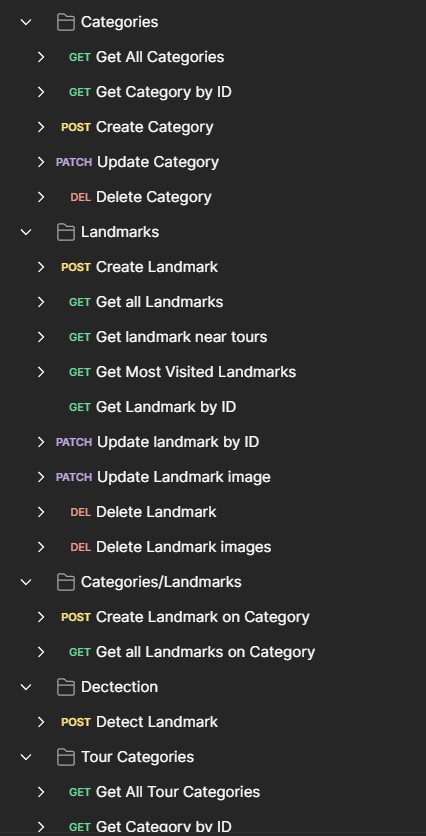 Categories
GET Get All Categories
GET Get Category by ID
POST Create Category
PATCH Update Category
DEL Delete Category
Landmarks
POST Create Landmark
GET Get all Landmarks
GET Get landmark near tours
GET Get Most Visited Landmarks
GET Get Landmark by ID
PATCH Update landmark by ID
PATCH Update Landmark image
DEL Delete Landmark
DEL Delete Landmark images
Categories/Landmarks
POST Create Landmark on Category
GET Get all Landmarks on Category
Dectection
POST Detect Landmark
Tour Categories
GET Get All Tour Categories
GET Get Category by ID